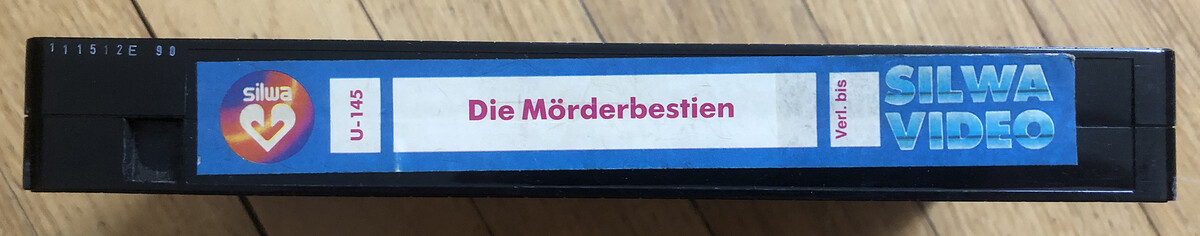 111512E 90
silwa
U-145
Die Mörderbestien
Verl. bis
SILWA
VIDEO